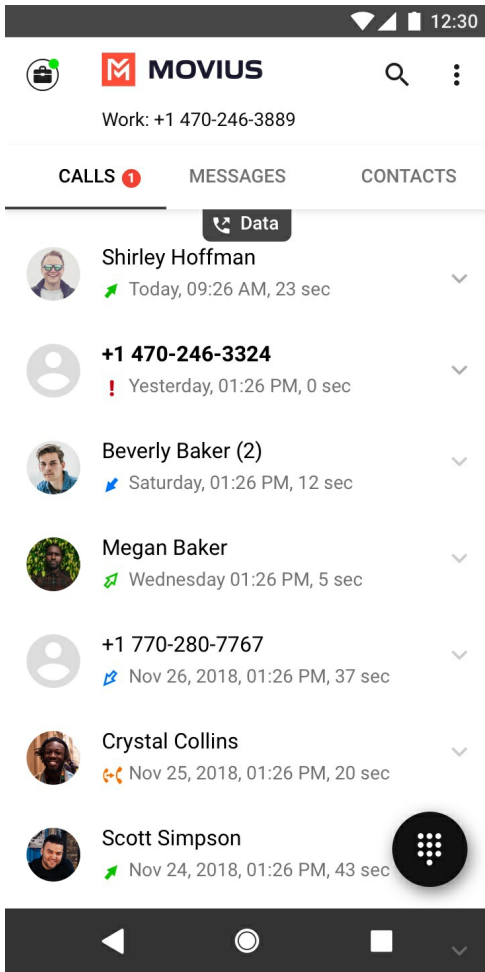 12:30
MOVIUS
Work: +1 470-246-3889
CALLS 1 MESSAGES CONTACTS
Data
Shirley Hoffman
Today, 09:26 AM, 23 sec
+1 470-246-3324
Yesterday, 01:26 PM, 0 sec
Beverly Baker (2)
Saturday, 01:26 PM, 12 sec
Megan Baker
Wednesday 01:26 PM, 5 sec
+1 770-280-7767
Nov 26, 2018, 01:26 PM, 37 sec
Crystal Collins
Nov 25, 2018, 01:26 PM, 20 sec
Scott Simpson
Nov 24, 2018, 01:26 PM, 43 sec